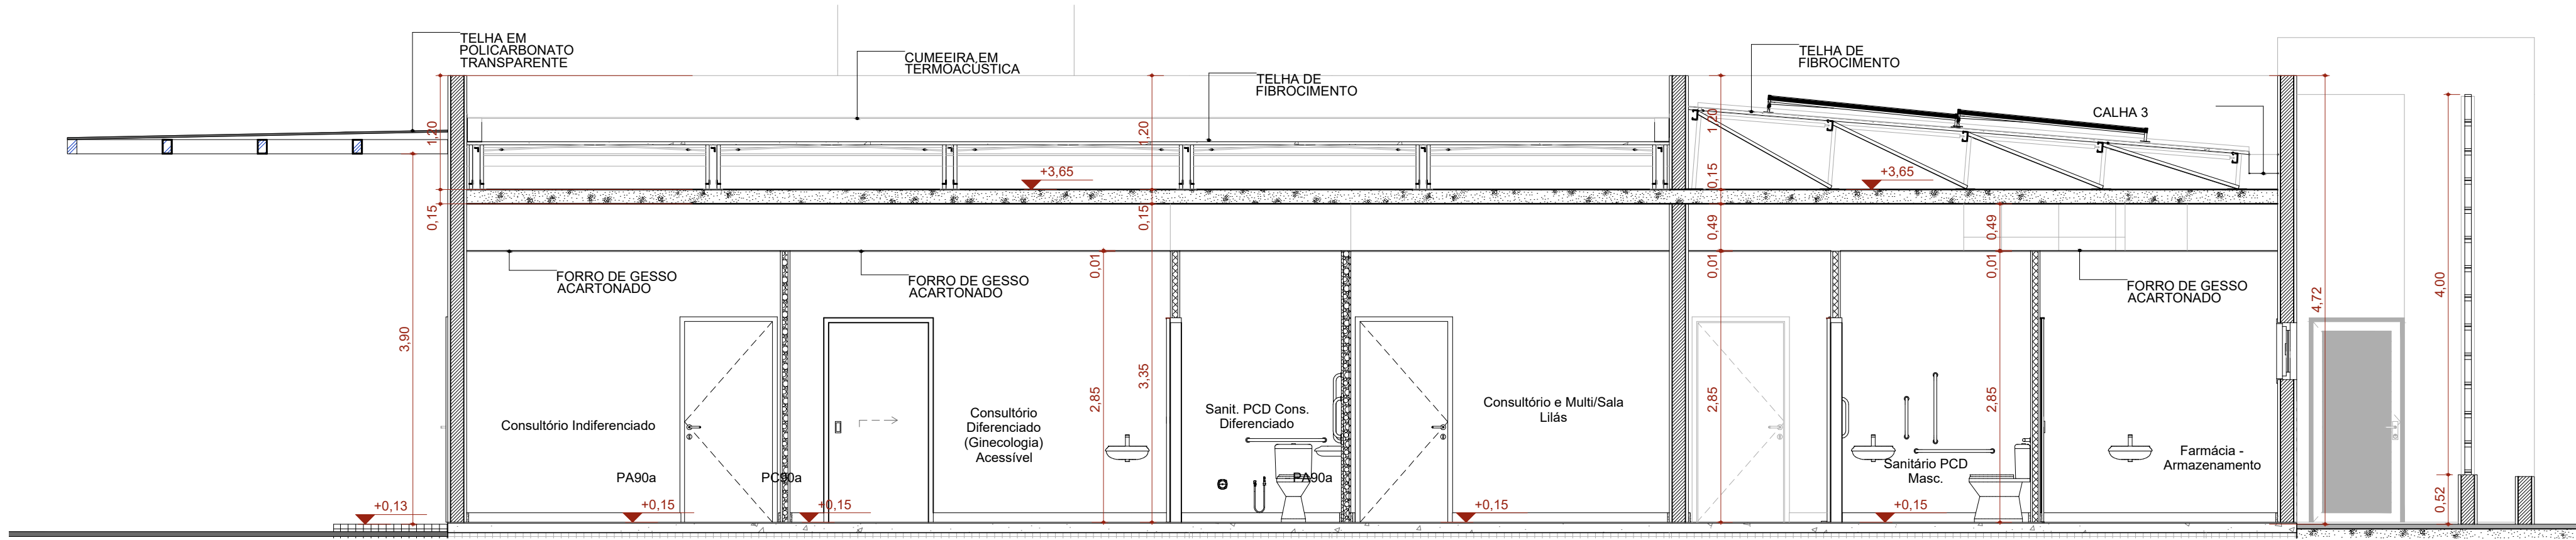 TELHA EM
POLICARBONATO
TRANSPARENTE
CUMEEIRA EM
TERMOACÚSTICA
TELHA DE
FIBROCIMENTO
TELHA DE
FIBROCIMENTO
CALHA 3
1,20
1,20
1,20
+3,65
+3,65
0,15
0,15
0,15
0,49
0,49
0,01
0,01
0,01
FORRO DE GESSO
ACARTONADO
FORRO DE GESSO
ACARTONADO
FORRO DE GESSO
ACARTONADO
3,90
2,85
3,35
2,85
2,85
4,72
4,00
0,52
Consultório Indiferenciado
Consultório
Diferenciado
(Ginecologia)
Acessível
Sanit. PCD Cons.
Diferenciado
Consultório e Multi/Sala
Lilás
Sanitário PCD
Masc.
Farmácia -
Armazenamento
PA90a
PC90a
PA90a
+0,13
+0,15
+0,15
+0,15
+0,15